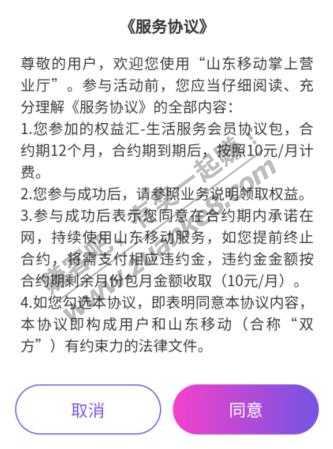 《服务协议》
尊敬的用户，欢迎您使用“山东移动掌上营
业厅”。参与活动前，您应当仔细阅读、充
分理解《服务协议》的全部内容：
1.您参加的权益汇-生活服务会员协议包，合
约期12个月，合约期到期后，按照10元/月计
费。
2.您参与成功后，请参照业务说明领取权益。
3.参与成功后表示您同意在合约期内承诺在
网，持续使用山东移动服务，如您提前终止
合约，将需支付相应违约金，违约金金额按
合约期剩余月份包月金额收取（10元/月）。
4.如您勾选本协议，即表明同意本协议内容，
本协议即构成用户和山东移动（合称“双
方”）有约束力的法律文件。
取消
同意